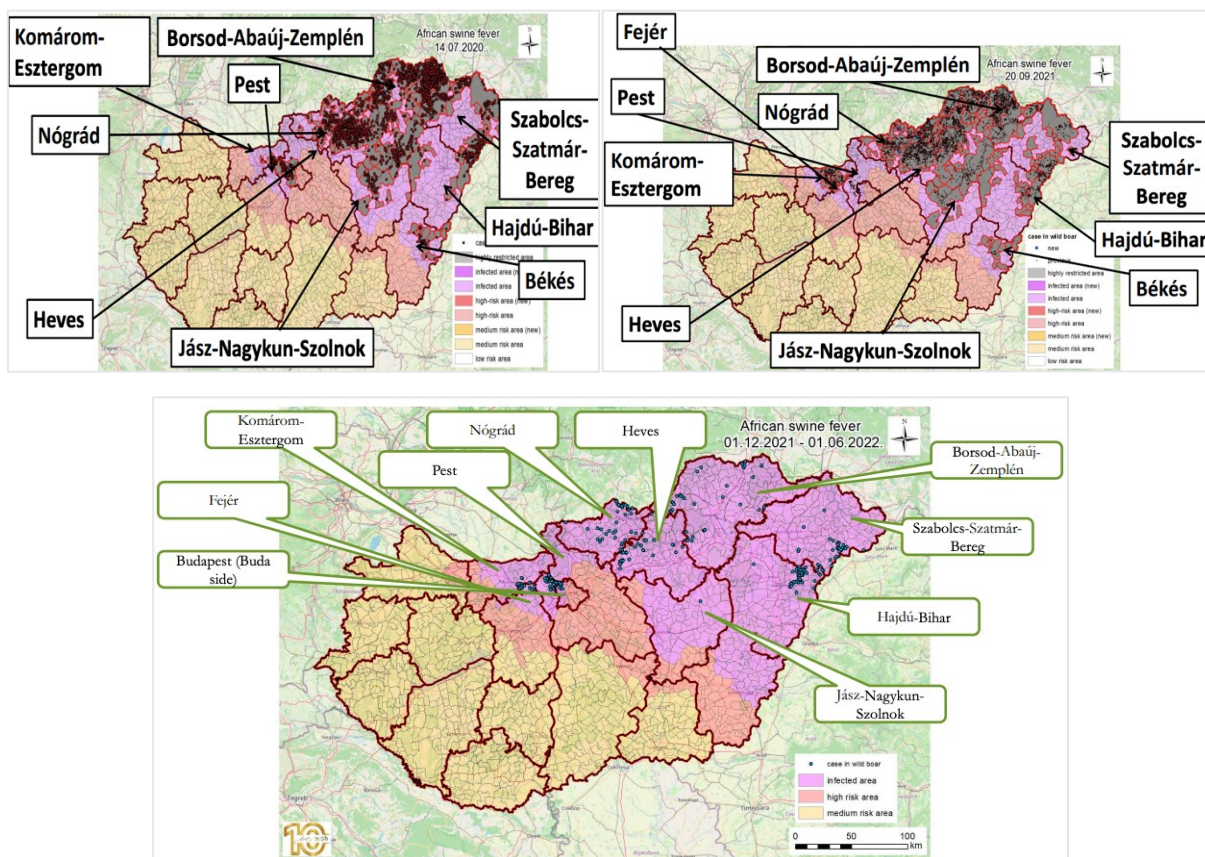 Komárom-
Esztergom
Borsod-Abaúj-Zemplén
African swine fever
14.07.2020
Pest
Nógrád
Szabolcs-
Szatmár-
Bereg
Hajdú-Bihar
Békés
Heves
Jász-Nagykun-Szolnok
highly restricted area
infected area
infected area
high-risk area (new)
high-risk area
medium risk area (new)
medium risk area
low risk area
Fejér
African swine fever
20.09.2021
Borsod-Abaúj-Zemplén
Pest
Nógrád
Komárom-
Esztergom
Szabolcs-
Szatmár-
Bereg
Hajdú-Bihar
Békés
Heves
Jász-Nagykun-Szolnok
case in wild boar
new
highly restricted area
infected area (new)
infected area
high-risk area (new)
high-risk area
medium risk area (new)
medium risk area
low risk area
Komárom-
Esztergom
Nógrád
Heves
African swine fever
01.12.2021 - 01.06.2022.
Borsod-Abaúj-
Zemplén
Pest
Fejér
Szabolcs-Szatmár-
Bereg
Budapest (Buda
side)
Hajdú-Bihar
Jász-Nagykun-
Szolnok
case in wild boar
infected area
high risk area
medium risk area
0 50 100
km
10